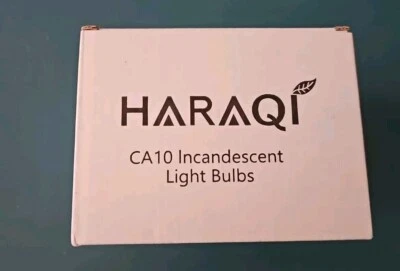 HARAQI
CA10 Incandescent
Light Bulbs